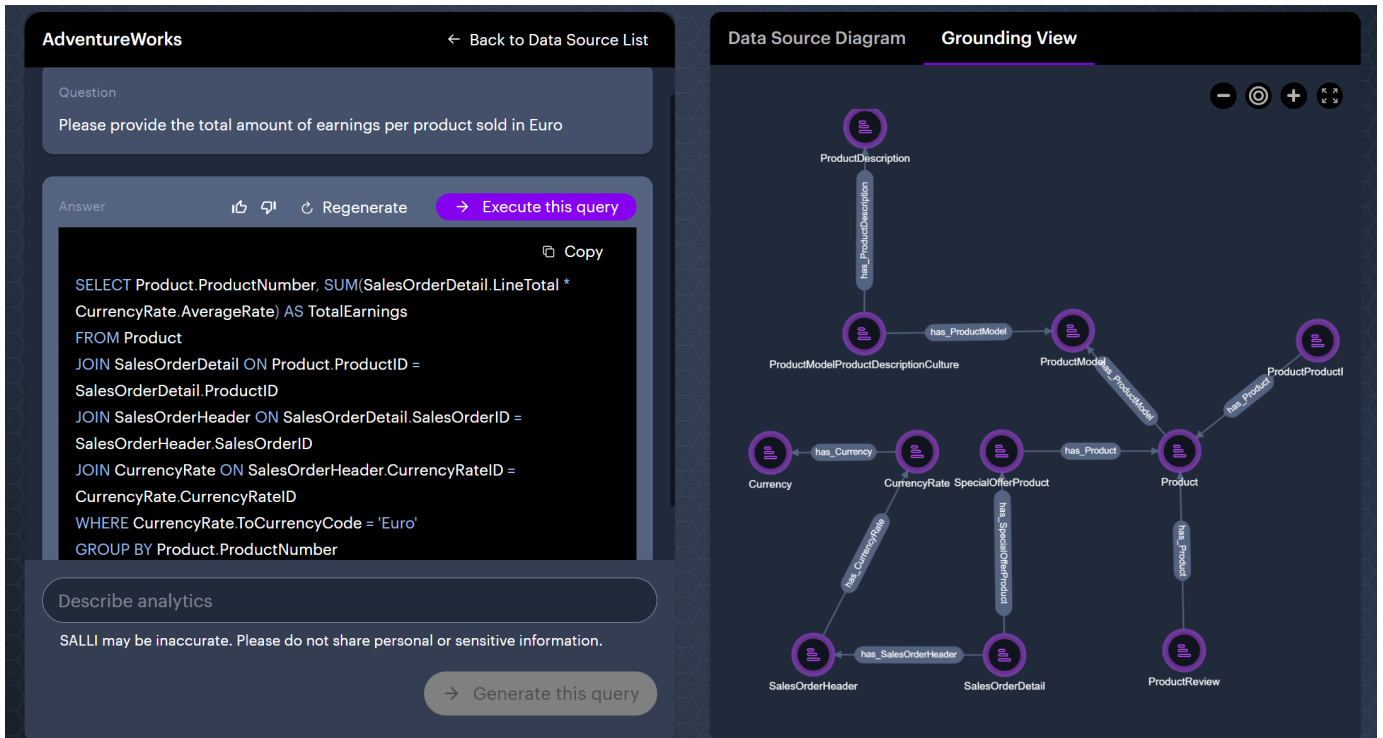 AdventureWorks
← Back to Data Source List
Question
Please provide the total amount of earnings per product sold in Euro
Answer
Regenerate
→ Execute this query
Copy
SELECT Product.ProductNumber, SUM(SalesOrderDetail.LineTotal *
CurrencyRate.AverageRate) AS TotalEarnings
FROM Product
JOIN SalesOrderDetail ON Product.ProductID =
SalesOrderDetail.ProductID
JOIN SalesOrderHeader ON SalesOrderDetail.SalesOrderID =
SalesOrderHeader.SalesOrderID
JOIN CurrencyRate ON SalesOrderHeader.CurrencyRateID =
CurrencyRate.CurrencyRateID
WHERE CurrencyRate.ToCurrencyCode = 'Euro'
GROUP BY Product.ProductNumber
Describe analytics
SALLI may be inaccurate. Please do not share personal or sensitive information.
→ Generate this query
Data Source Diagram
Grounding View
ProductDescription
has_ProductDescription
has_ProductModel
ProductModelProductDescriptionCulture
ProductModel
has_ProductModel
ProductProductI
has_Product
has_Currency
has_Product
Currency
CurrencyRate
SpecialOfferProduct
Product
has_CurrencyRate
has_SpecialOfferProduct
has_Product
has_SalesOrderHeader
SalesOrderHeader
SalesOrderDetail
ProductReview